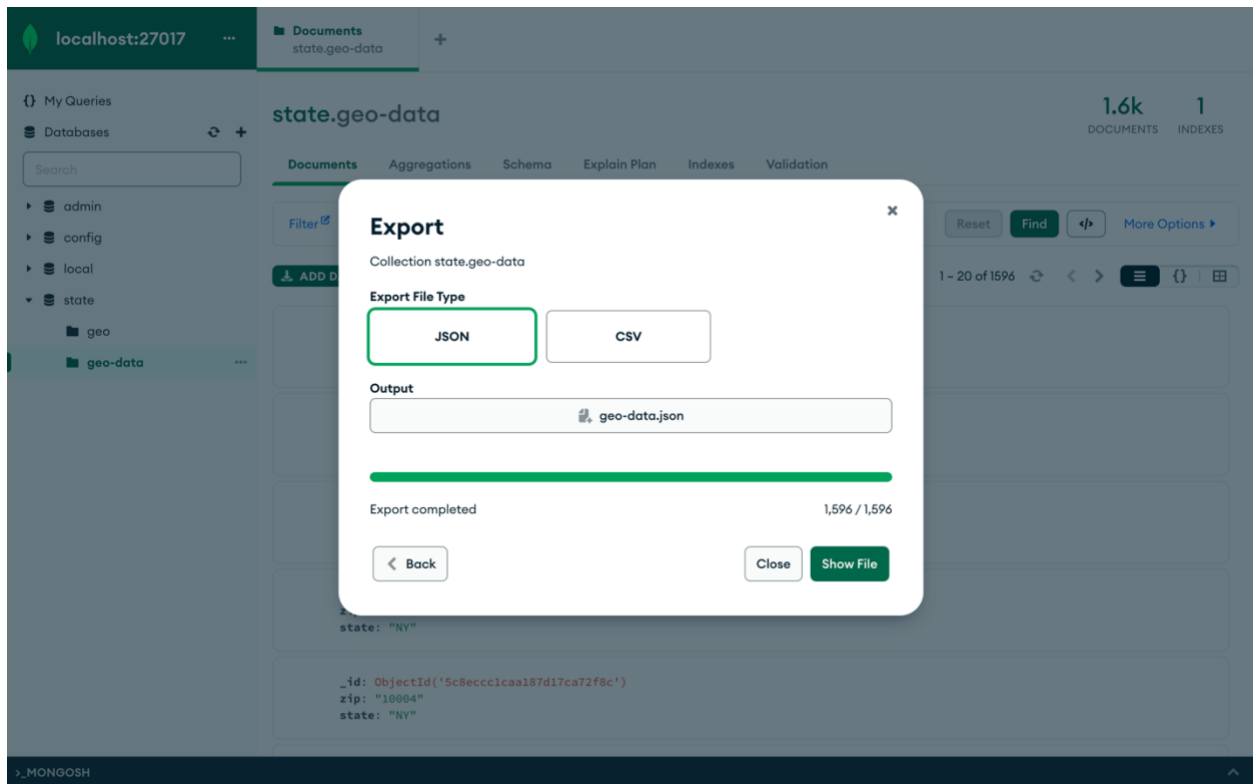 localhost:27017
Documents
state.geo-data
My Queries
Databases
Search
admin
config
local
state
geo
geo-data
state.geo-data
1.6k
DOCUMENTS
1
INDEXES
Documents Aggregations Schema Explain Plan Indexes Validation
Filter
Reset Find </> More Options
ADD D
1 – 20 of 1596
{}
Export
Collection state.geo-data
Export File Type
JSON CSV
Output
geo-data.json
Export completed 1,596 / 1,596
Back Close Show File
state: "NY"
_id: ObjectId('5c8eccc1caa187d17ca72f8c')
zip: "10004"
state: "NY"
>_MONGOSH